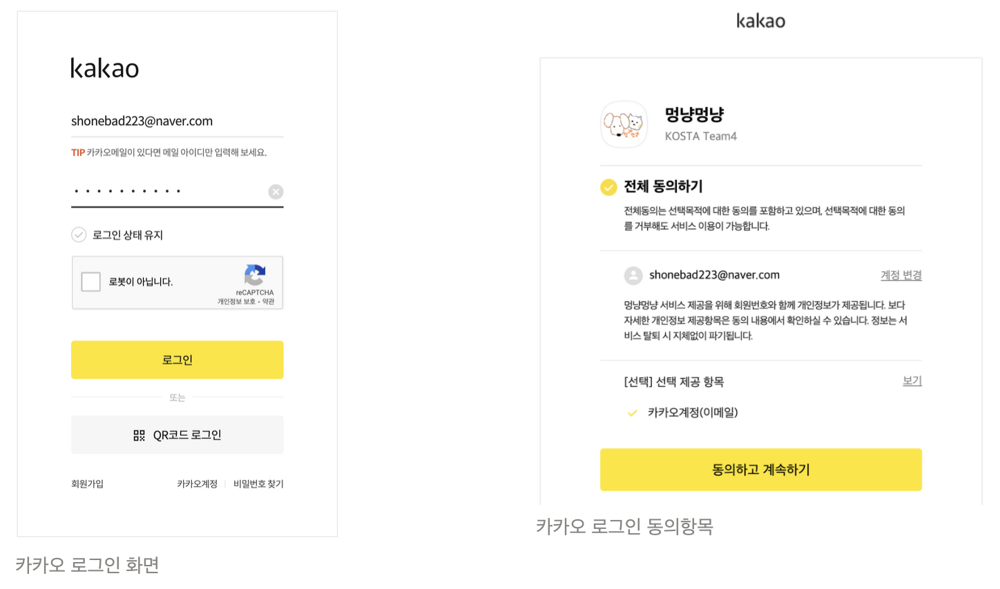 kakao
shonebad223@naver.com
TIP 카카오메일이 있다면 메일 아이디만 입력해 보세요.
로그인 상태 유지
로봇이 아닙니다.
reCAPTCHA
개인정보 보호 - 약관
로그인
또는
QR코드 로그인
회원가입
카카오계정 | 비밀번호 찾기
카카오 로그인 화면
kakao
멍냥멍냥
KOSTA Team4
전체 동의하기
전체동의는 선택목적에 대한 동의를 포함하고 있으며, 선택목적에 대한 동의
를 거부해도 서비스 이용이 가능합니다.
shonebad223@naver.com
계정 변경
멍냥멍냥 서비스 제공을 위해 회원번호와 함께 개인정보가 제공됩니다. 보다
자세한 개인정보 제공항목은 동의 내용에서 확인하실 수 있습니다. 정보는 서
비스 탈퇴 시 지체없이 파기됩니다.
[선택] 선택 제공 항목
보기
카카오계정(이메일)
동의하고 계속하기
카카오 로그인 동의항목